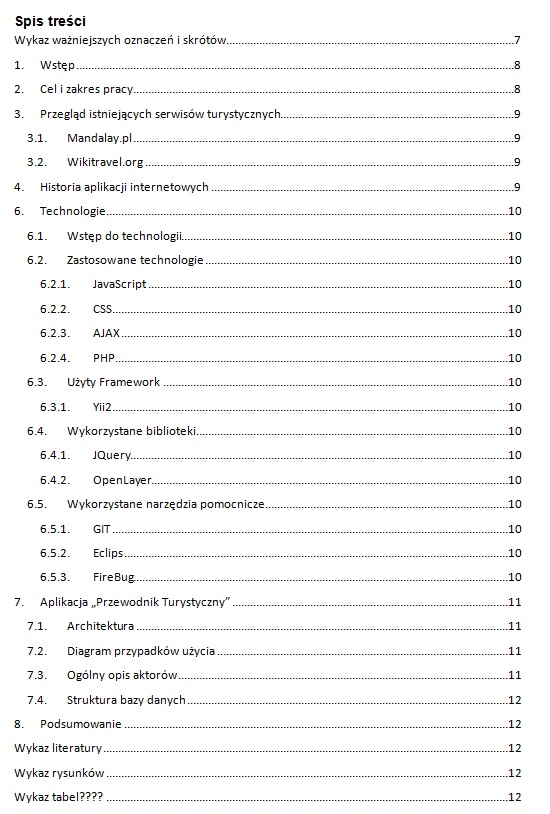 Spis treści
Wykaz ważniejszych oznaczeń i skrótów...7
1. Wstęp...8
2. Cel i zakres pracy...8
3. Przegląd istniejących serwisów turystycznych...9
3.1. Mandalay.pl...9
3.2. Wikitravel.org...9
4. Historia aplikacji internetowych...9
6. Technologie...10
6.1. Wstęp do technologii...10
6.2. Zastosowane technologie...10
6.2.1. JavaScript...10
6.2.2. CSS...10
6.2.3. AJAX...10
6.2.4. PHP...10
6.3. Użyty Framework...10
6.3.1. Yii2...10
6.4. Wykorzystane biblioteki...10
6.4.1. JQuery...10
6.4.2. OpenLayer...10
6.5. Wykorzystane narzędzia pomocnicze...10
6.5.1. GIT...10
6.5.2. Eclips...10
6.5.3. FireBug...10
7. Aplikacja „Przewodnik Turystyczny”...11
7.1. Architektura...11
7.2. Diagram przypadków użycia...11
7.3. Ogólny opis aktorów...11
7.4. Struktura bazy danych...12
8. Podsumowanie...12
Wykaz literatury...12
Wykaz rysunków...12
Wykaz tabel????...12